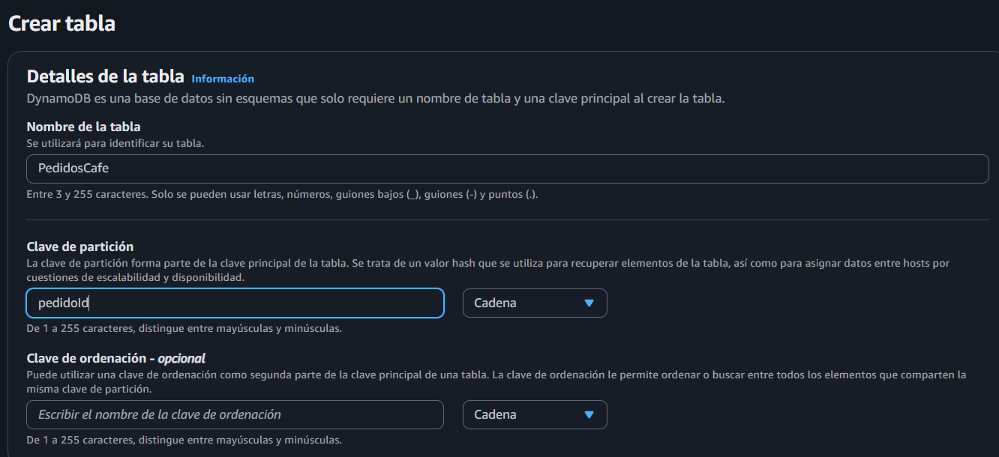 Crear tabla
Detalles de la tabla Información
DynamoDB es una base de datos sin esquemas que solo requiere un nombre de tabla y una clave principal al crear la tabla.
Nombre de la tabla
Se utilizará para identificar su tabla.
PedidosCafe
Entre 3 y 255 caracteres. Solo se pueden usar letras, números, guiones bajos (_), guiones (-) y puntos (.).
Clave de partición
La clave de partición forma parte de la clave principal de la tabla. Se trata de un valor hash que se utiliza para recuperar elementos de la tabla, así como para asignar datos entre hosts por
cuestiones de escalabilidad y disponibilidad.
pedidoId Cadena
De 1 a 255 caracteres, distingue entre mayúsculas y minúsculas.
Clave de ordenación - opcional
Puede utilizar una clave de ordenación como segunda parte de la clave principal de una tabla. La clave de ordenación le permite ordenar o buscar entre todos los elementos que comparten la
misma clave de partición.
Escribir el nombre de la clave de ordenación Cadena
De 1 a 255 caracteres, distingue entre mayúsculas y minúsculas.